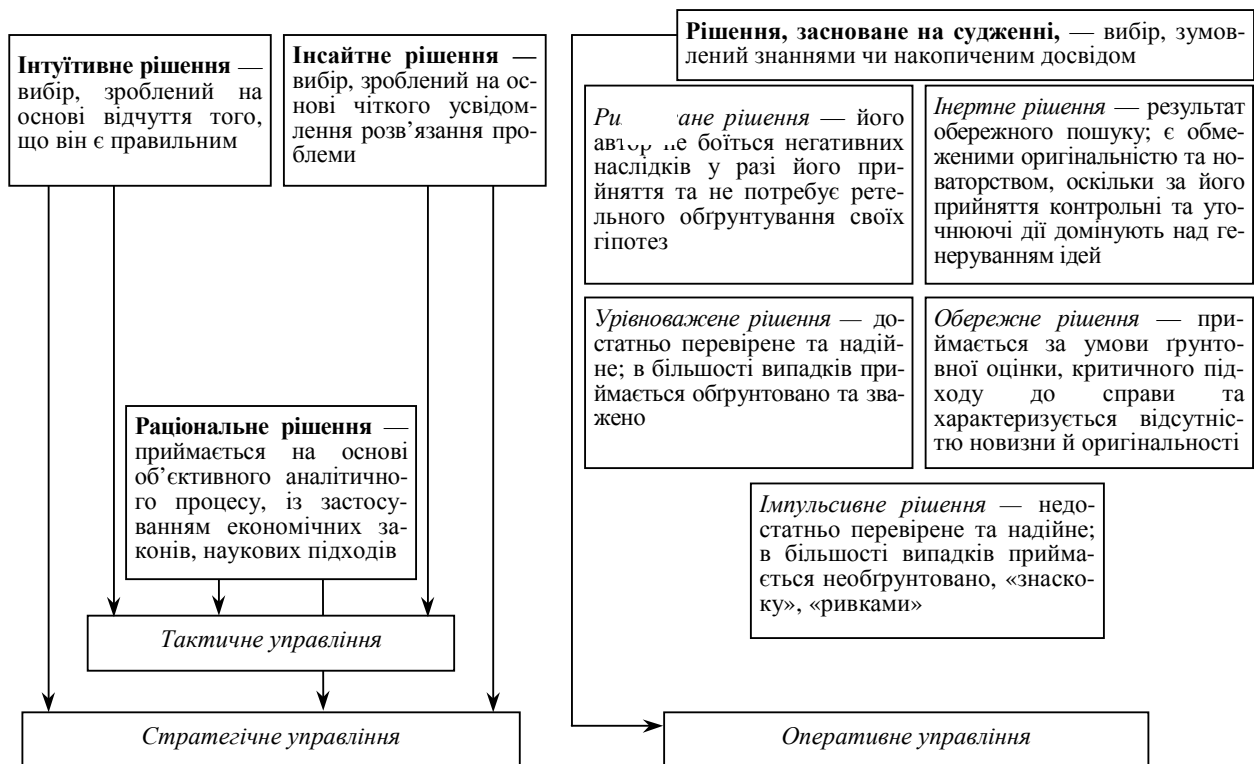 Інтуїтивне рішення —
вибір, зроблений на
основі відчуття того,
що він є правильним
Інсайтне рішення —
вибір, зроблений на ос-
нові чіткого усвідом-
лення розв’язання про-
блеми
Рішення, засноване на судженні, — вибір, зумов-
лений знаннями чи накопиченим досвідом
рішення — його
автор не боїться негативних
наслідків у разі його при-
йняття та не потребує рете-
льного обґрунтування своїх
гіпотез
Інертне рішення — результат
обережного пошуку; є обме-
женими оригінальністю та но-
ваторством, оскільки за його
прийняття контрольні та уто-
чнюючі дії домінують над ге-
неруванням ідей
Урівноважене рішення — до-
статньо перевірене та надій-
не; в більшості випадків при-
ймається обґрунтовано та зва-
жено
Обережне рішення — при-
ймається за умови ґрунто-
вної оцінки, критичного під-
ходу до справи та
характеризується відсутніс-
тю новизни й оригінальності
Раціональне рішення —
приймається на основі
об’єктивного аналітично-
го процесу, із застосу-
ванням економічних за-
конів, наукових підходів
Імпульсивне рішення — недо-
статньо перевірене та надійне;
в більшості випадків прийма-
ється необґрунтовано, «знаско-
ку», «ривками»
Тактичне управління
Стратегічне управління
Оперативне управління